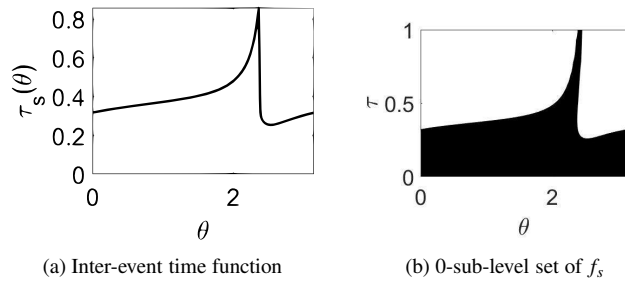 0.8
0.6
0.4
0.2
0
0
2
τs(θ)
θ
(a) Inter-event time function
1
0.5
0
0
2
τ
θ
(b) 0-sub-level set of fs